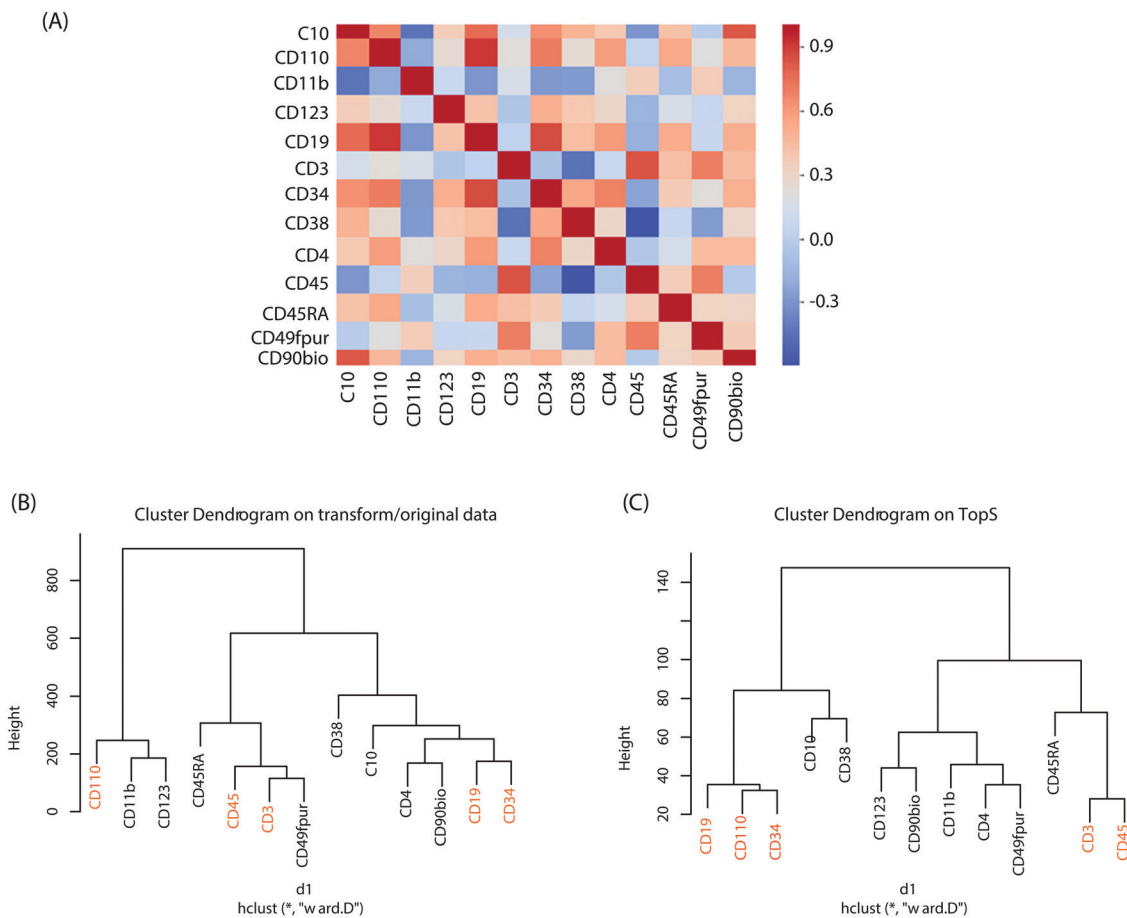 (A)
C10
CD110
CD11b
CD123
CD19
CD3
CD34
CD38
CD4
CD45
CD45RA
CD49fpur
CD90bio
0.9
0.6
0.3
0.0
-0.3
C10
CD110
CD11b
CD123
CD19
CD3
CD34
CD38
CD4
CD45
CD45RA
CD49fpur
CD90bio
(B)
Cluster Dendrogram on transform/original data
Height
800
600
400
200
0
CD110
CD11b
CD123
CD45RA
CD45
CD3
CD49fpur
CD38
C10
CD4
CD90bio
CD19
CD34
d1
hclust (*, "w ard.D")
(C)
Cluster Dendrogram on TopS
Height
140
100
80
60
40
20
CD19
CD110
CD34
CD10
CD38
CD123
CD90bio
CD11b
CD4
CD49fpur
CD45RA
CD3
CD45
d1
hclust (*, "w ard.D")